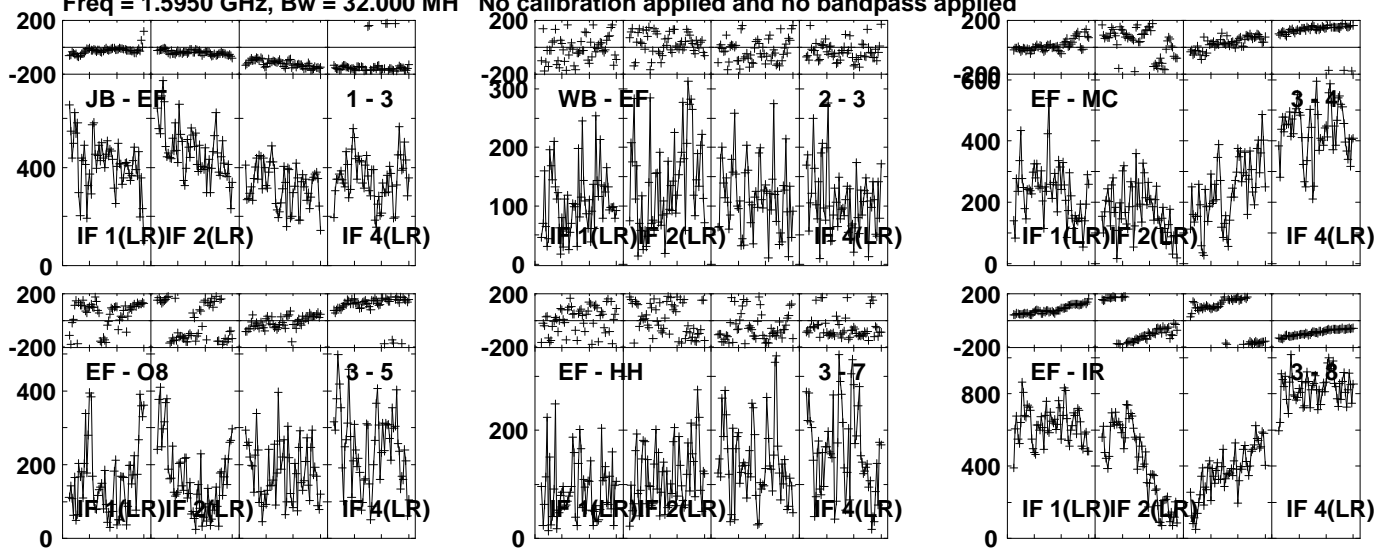 Freq = 1.5950 GHz, Bw = 32.000 MH No calibration applied and no bandpass applied
200
-200
JB - EF 1 - 3
400
0
IF 1(LR) IF 2(LR) IF 4(LR)
200
-200
300
WB - EF 2 - 3
200
100
0
IF 1(LR) IF 2(LR) IF 4(LR)
200
-200
600
EF - MC 3 - 4
400
200
0
IF 1(LR) IF 2(LR) IF 4(LR)
200
-200
EF - O8 3 - 5
400
200
0
IF 1(LR) IF 2(LR) IF 4(LR)
200
-200
EF - HH 3 - 7
200
0
IF 1(LR) IF 2(LR) IF 4(LR)
200
-200
EF - IR 3 - 8
800
400
0
IF 1(LR) IF 2(LR) IF 4(LR)